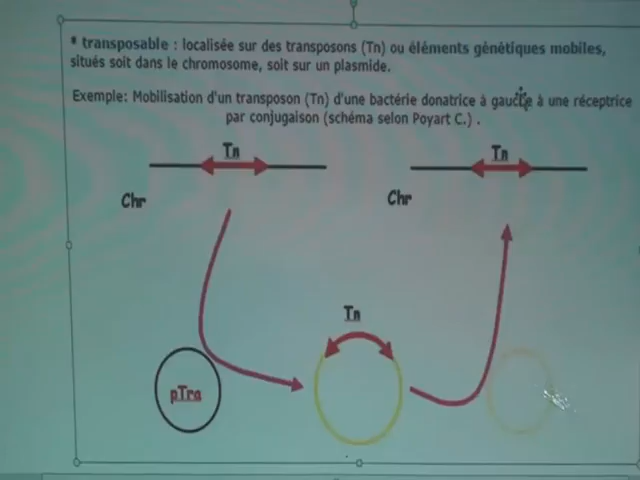 * transposable : localisée sur des transposons (Tn) ou éléments génétiques mobiles,
situés soit dans le chromosome, soit sur un plasmide.
Exemple: Mobilisation d'un transposon (Tn) d'une bactérie donatrice à gauche à une réceptrice
par conjugaison (schéma selon Poyart C.) .
Tn
Tn
Chr
Chr
Tn
pTra